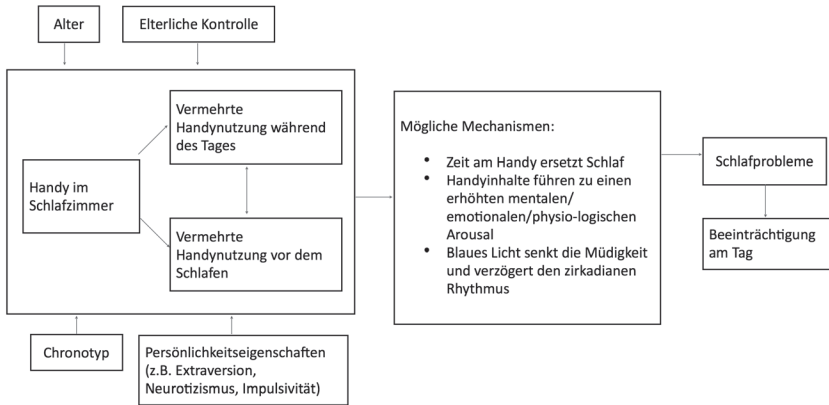 Alter
Elterliche Kontrolle
Vermehrte
Handynutzung während
des Tages
Handy im
Schlafzimmer
Vermehrte
Handynutzung vor dem
Schlafen
Mögliche Mechanismen:
• Zeit am Handy ersetzt Schlaf
• Handyinhalte führen zu einen
erhöhten mentalen/
emotionalen/physio-logischen
Arousal
• Blaues Licht senkt die Müdigkeit
und verzögert den zirkadianen
Rhythmus
Schlafprobleme
Beeinträchtigung
am Tag
Chronotyp
Persönlichkeitseigenschaften
(z.B. Extraversion,
Neurotizismus, Impulsivität)